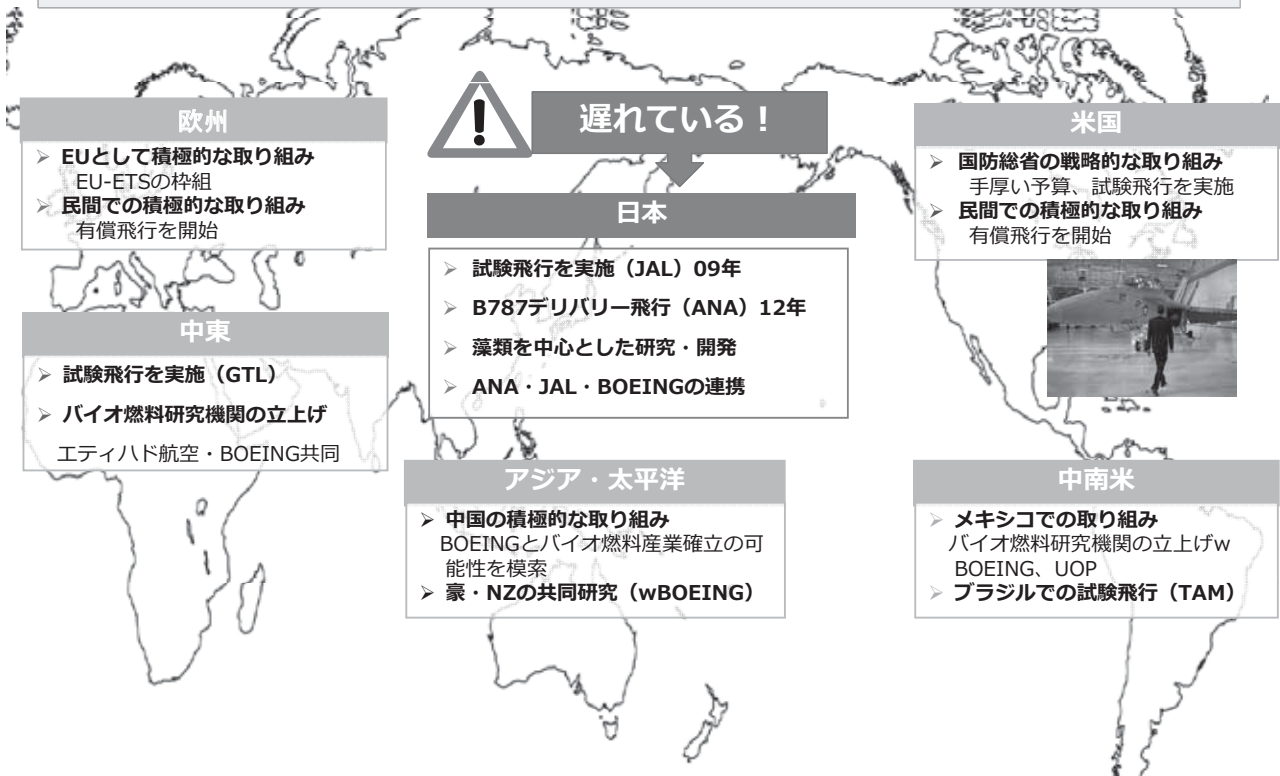 遅れている！
欧州
➢ EUとして積極的な取り組み
EU-ETSの枠組
➢ 民間での積極的な取り組み
有償飛行を開始
中東
➢ 試験飛行を実施（GTL）
➢ バイオ燃料研究機関の立上げ
エティハド航空・BOEING共同
日本
➢ 試験飛行を実施（JAL）09年
➢ B787デリバリー飛行（ANA）12年
➢ 藻類を中心とした研究・開発
➢ ANA・JAL・BOEINGの連携
アジア・太平洋
➢ 中国の積極的な取り組み
BOEINGとバイオ燃料産業確立の可
能性を模索
➢ 豪・NZの共同研究（wBOEING）
米国
➢ 国防総省の戦略的な取り組み
手厚い予算、試験飛行を実施
➢ 民間での積極的な取り組み
有償飛行を開始
中南米
➢ メキシコでの取り組み
バイオ燃料研究機関の立上げw
BOEING、UOP
➢ ブラジルでの試験飛行（TAM）